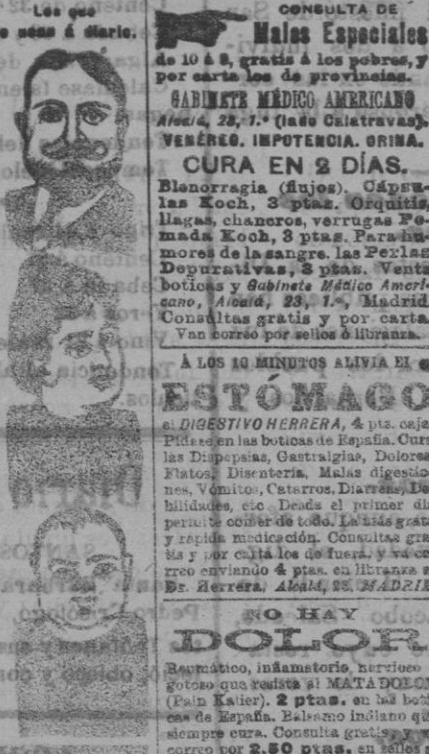 Los que
á diario.
CONSULTA DE
Males Especiales
de 10 á 8, gratis á los pobres, y
por carta los de provincias.
GABINETE MÉDICO AMERICANO
Alcalá, 23, 1.º (lado Calatravas).
VENÉREO. IMPOTENCIA. ORINA.
CURA EN 2 DÍAS.
Blenorragia (flujos). Cápsu-
las Koch, 3 ptas. Orquitis,
llagas, chancros, verrugas Po-
mada Koch, 3 ptas. Para hu-
mores de la sangre. las Perlas
Depurativas, 3 ptas. Venta
boticas y Gabinete Médico Ameri-
cano, Alcalá, 23, 1.º, Madrid
Consultas gratis y por carta.
Van correo por sellos ó libranza.
Á LOS 10 MINUTOS ALIVIA El
ESTÓMAGO
el DIGESTIVO HERRERA, 4 pts. caja
Pídase en las boticas de España. Cura
las Dispepsias, Gastralgias, Dolores
Flatos, Disentería, Malas digestio-
nes, Vómitos, Catarros, Diarreas, De-
bilidades, etc Desde el primer día
permite comer de todo. La más grata
y rápida medicación. Consultas gra-
tis y por carta los de fuera, y va co-
rreo enviando 4 ptas. en libranza á
Dr. Herrera, Alcalá, 23, MADRID
NO HAY
DOLOR
Reumático, inflamatorio, nervioso
gotoso que resista al MATADOLOR
(Pain Katier). 2 ptas. en las boti-
cas de España. Bálsamo indiano que
siempre cura. Consulta gratis, y
correo por 2.50 ptas. en sellos